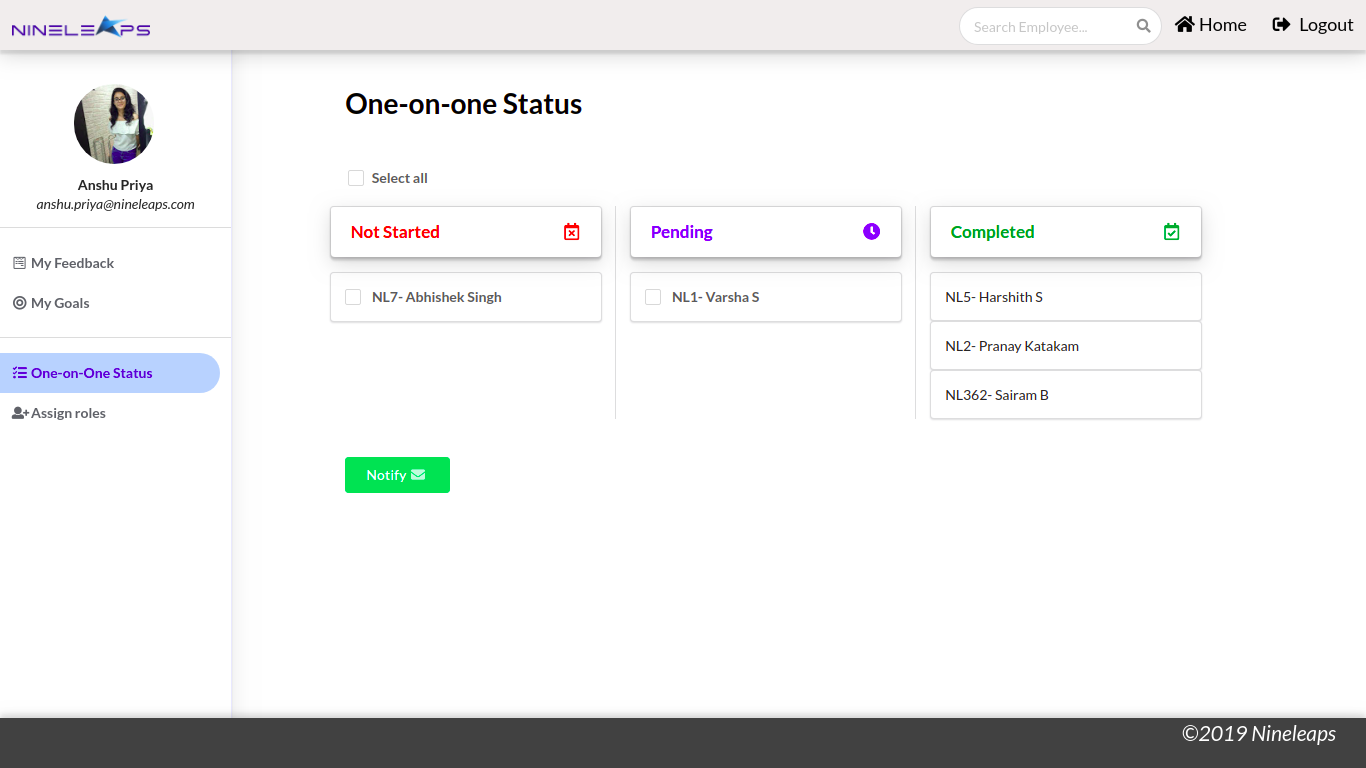 NINELEAPS
Search Employee...
Home
Logout
Anshu Priya
anshu.priya@nineleaps.com
My Feedback
My Goals
One-on-One Status
Assign roles
One-on-one Status
Select all
Not Started
Pending
Completed
NL7- Abhishek Singh
NL1- Varsha S
NL5- Harshith S
NL2- Pranay Katakam
NL362- Sairam B
Notify
©2019 Nineleaps